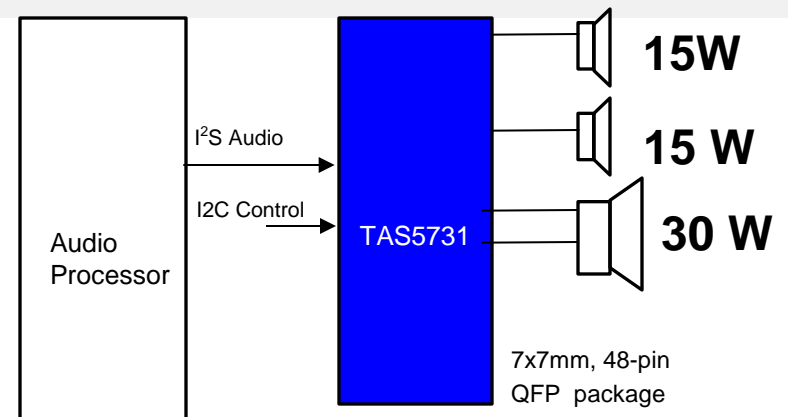 15W
I²S Audio
15 W
I2C Control
Audio
Processor
TAS5731
30 W
7x7mm, 48-pin
QFP package